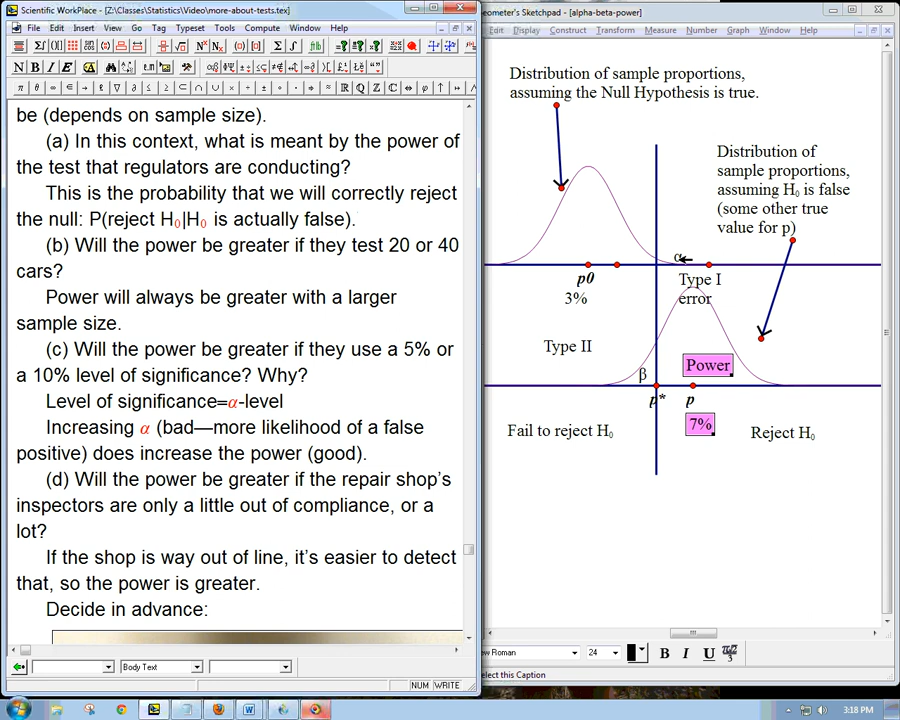 Scientific WorkPlace - [Z:\Classes\Statistics\Video\more-about-tests.tex]
File Edit Insert View Go Tag Typeset Tools Compute Window Help
be (depends on sample size).
(a) In this context, what is meant by the power of
the test that regulators are conducting?
This is the probability that we will correctly reject
the null: P(reject H₀|H₀ is actually false).
(b) Will the power be greater if they test 20 or 40
cars?
Power will always be greater with a larger
sample size.
(c) Will the power be greater if they use a 5% or
a 10% level of significance? Why?
Level of significance=α-level
Increasing α (bad—more likelihood of a false
positive) does increase the power (good).
(d) Will the power be greater if the repair shop's
inspectors are only a little out of compliance, or a
lot?
If the shop is way out of line, it's easier to detect
that, so the power is greater.
Decide in advance:
Body Text
NUM WRITE
eometer's Sketchpad - [alpha-beta-power]
Edit Display Construct Transform Measure Number Graph Window Help
Distribution of sample proportions,
assuming the Null Hypothesis is true.
Distribution of
sample proportions,
assuming H₀ is false
(some other true
value for p)
α
p0
3%
Type I
error
Type II
Power
β
p*
p
7%
Fail to reject H₀
Reject H₀
ew Roman 24 B I U
elect this Caption
3:18 PM